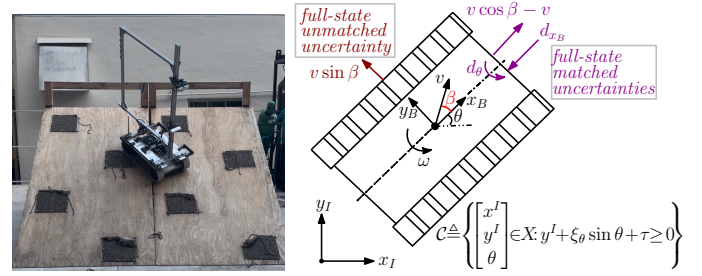 full-state
unmatched
uncertainty
v sin β
v cos β − v
d_{x_B}
full-state
matched
uncertainties
d_θ
v
β
x_B
y_B
θ
ω
y_I
x_I
C ≜ { [ x^I y^I θ ] ∈ X: y^I + ξ_θ sin θ + τ ≥ 0 }